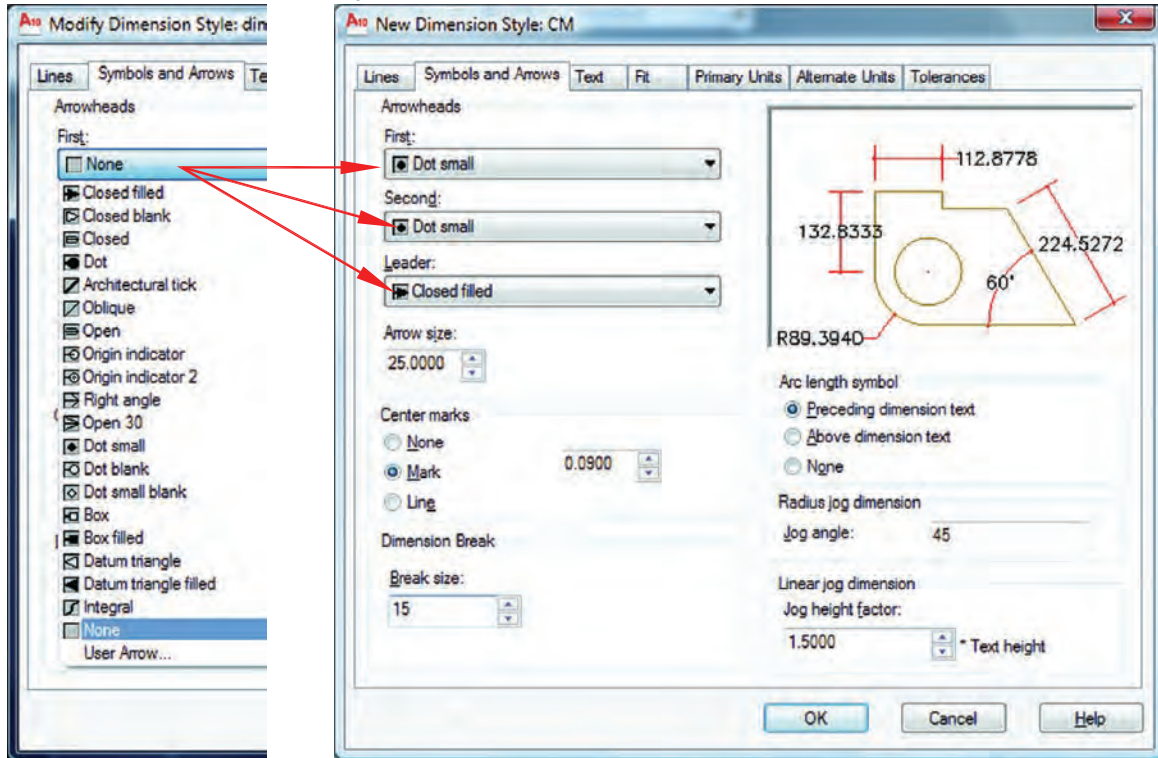 Modify Dimension Style: dim
Lines Symbols and Arrows Te
Arrowheads
First:
None
Closed filled
Closed blank
Closed
Dot
Architectural tick
Oblique
Open
Origin indicator
Origin indicator 2
Right angle
Open 30
Dot small
Dot blank
Dot small blank
Box
Box filled
Datum triangle
Datum triangle filled
Integral
None
User Arrow...
New Dimension Style: CM
Lines Symbols and Arrows Text Fit Primary Units Alternate Units Tolerances
Arrowheads
First:
Dot small
Second:
Dot small
Leader:
Closed filled
Arrow size:
25.0000
Center marks
None
Mark
0.0900
Line
Dimension Break
Break size:
15
112.8778
132.8333
224.5272
60°
R89.3940
Arc length symbol
Preceding dimension text
Above dimension text
None
Radius jog dimension
Jog angle: 45
Linear jog dimension
Jog height factor:
1.5000 * Text height
OK Cancel Help